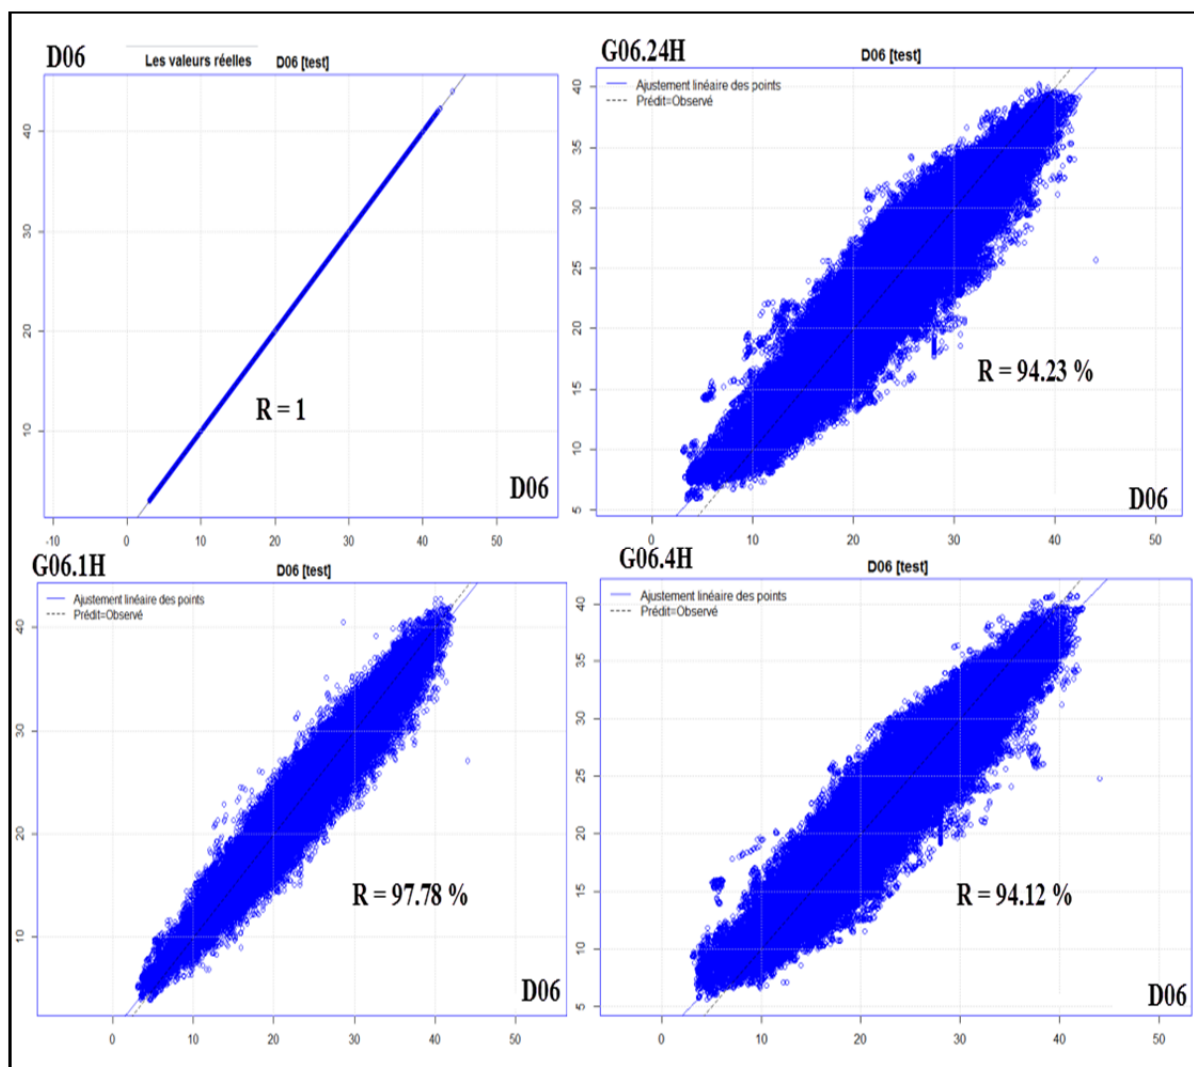 D06
Les valeurs réelles D06 [test]
40
30
20
10
R = 1
D06
-10 0 10 20 30 40 50
G06.24H
D06 [test]
Ajustement linéaire des points
Prédit=Observé
40
35
30
25
20
15
10
5
R = 94.23 %
D06
0 10 20 30 40 50
G06.1H
D06 [test]
Ajustement linéaire des points
Prédit=Observé
40
30
20
10
R = 97.78 %
D06
0 10 20 30 40 50
G06.4H
D06 [test]
Ajustement linéaire des points
Prédit=Observé
40
35
30
25
20
15
10
5
R = 94.12 %
D06
0 10 20 30 40 50